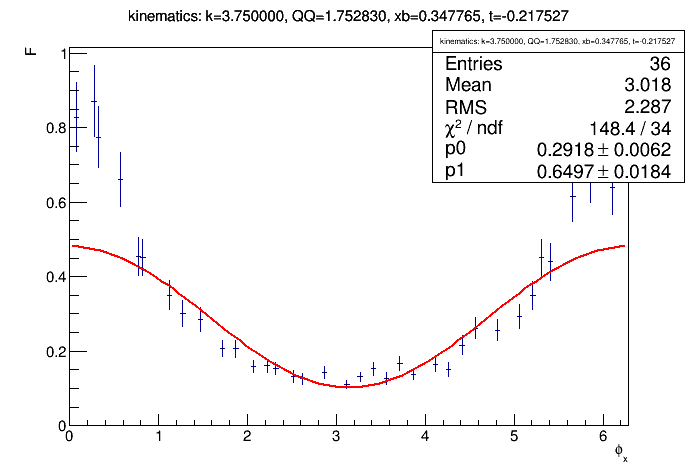 kinematics: k=3.750000, QQ=1.752830, xb=0.347765, t=-0.217527
F
kinematics: k=3.750000, QQ=1.752830, xb=0.347765, t=-0.217527
Entries 36
Mean 3.018
RMS 2.287
χ² / ndf 148.4 / 34
p0 0.2918 ± 0.0062
p1 0.6497 ± 0.0184
1
0.8
0.6
0.4
0.2
0
0 1 2 3 4 5 6
ϕx